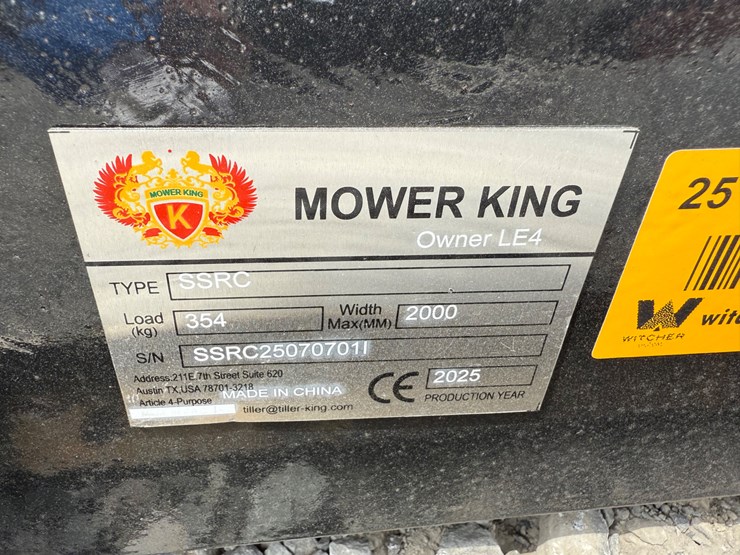 MOWER KING
K
MOWER KING
Owner LE4
TYPE SSRC
Load (kg) 354 Width Max(MM) 2000
S/N SSRC25070701I
Address:211E,7th Street Suite 620
Austin TX,USA 78701-3218
MADE IN CHINA
Article 4-Purpose
tiller@tiller-king.com
CE 2025
PRODUCTION YEAR
25
W
WITCHER